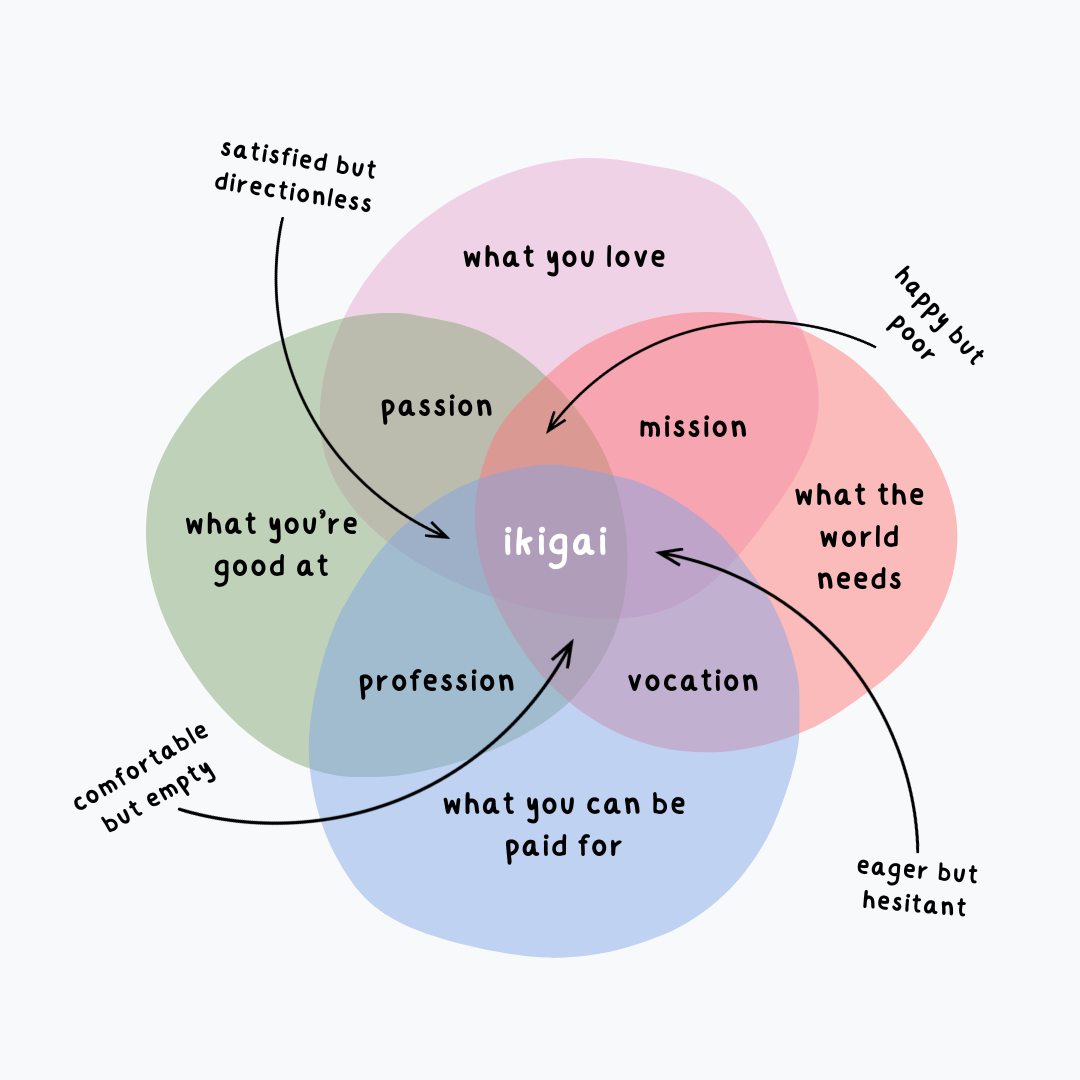 satisfied but
directionless
what you love
happy but
poor
passion
mission
what you're
good at
ikigai
what the
world
needs
profession
vocation
comfortable
but empty
what you can be
paid for
eager but
hesitant